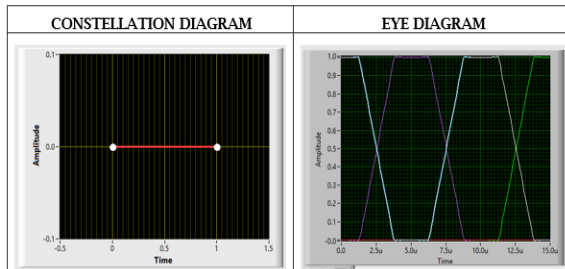 CONSTELLATION DIAGRAM EYE DIAGRAM
0.1
0.0
-0.1
Amplitude
-0.5 0 0.5 1 1.5
Time
1.0
0.9
0.8
0.7
0.6
0.5
0.4
0.3
0.2
0.1
-0.0
Amplitude
0.0 2.5u 5.0u 7.5u 10.0u 12.5u 15.0u
Time